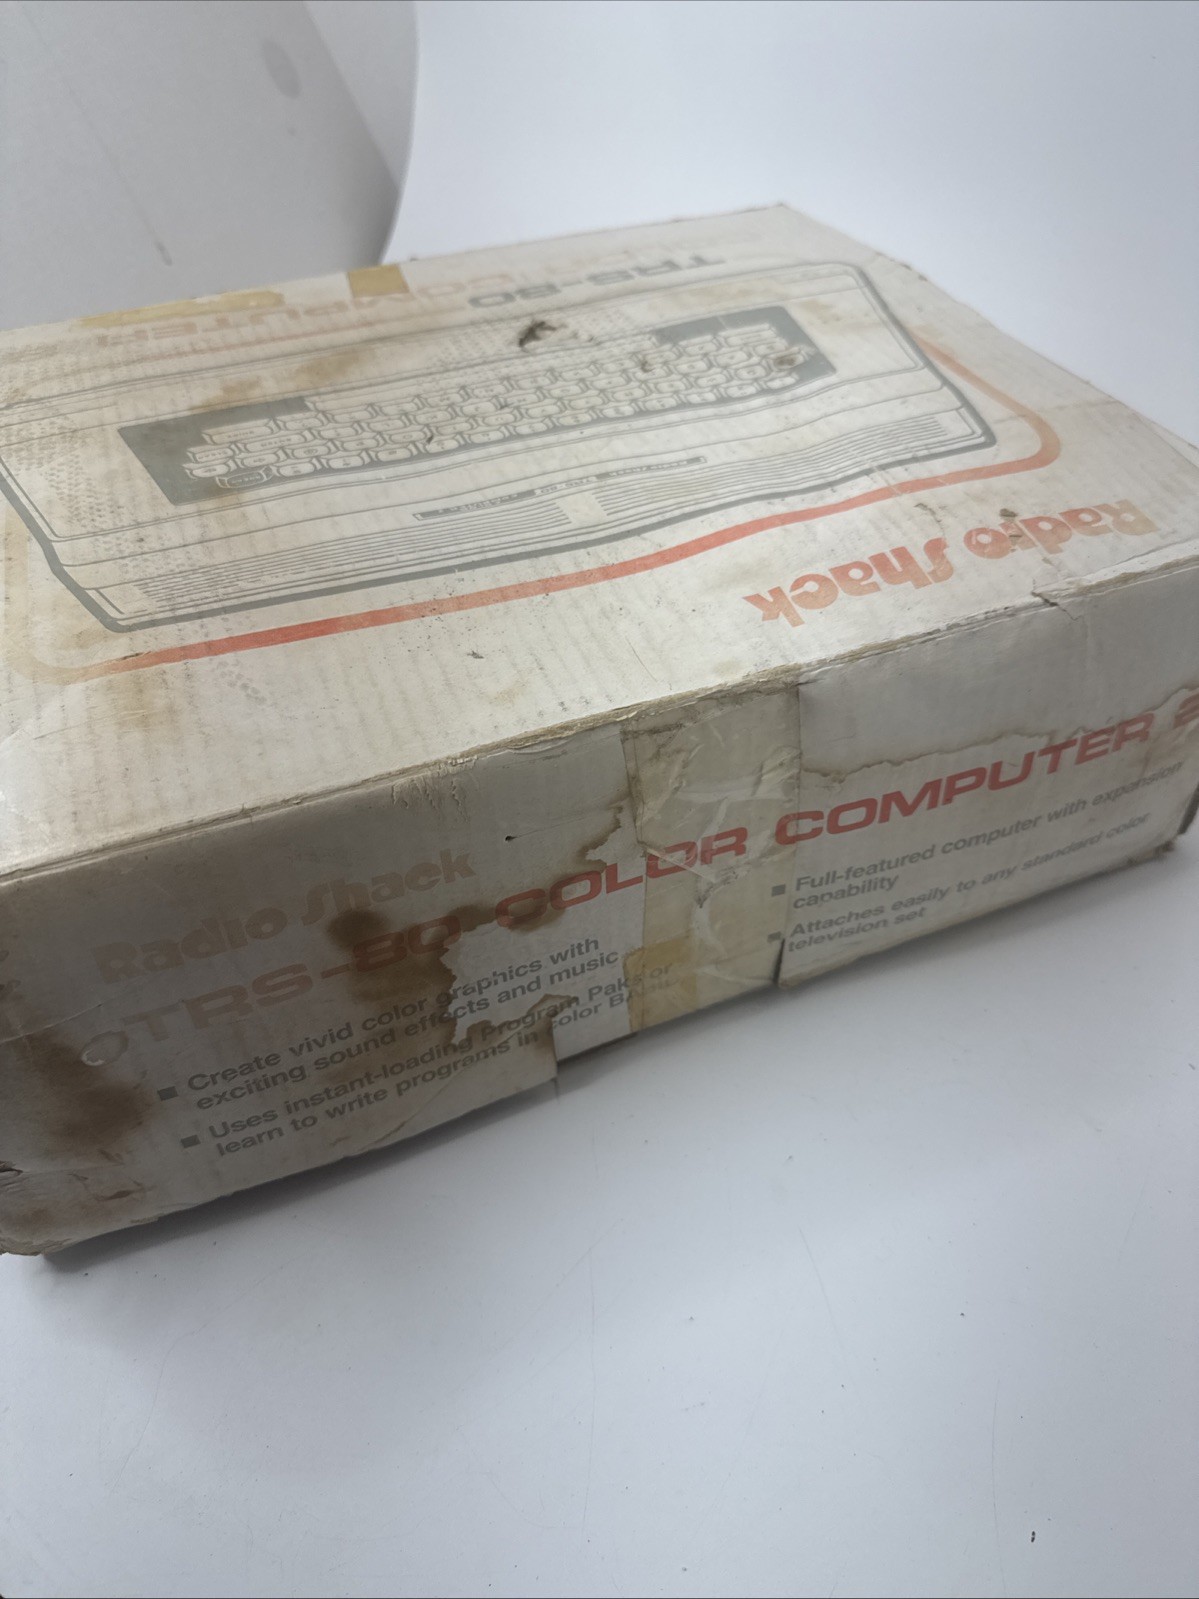 TRS-80
COMPUTER
Radio Shack
Radio Shack
TRS-80 COLOR COMPUTER 2
■ Create vivid color graphics with
exciting sound effects and music
■ Uses instant-loading Program Paks or
learn to write programs in color
■ Full-featured computer with expansion
capability
■ Attaches easily to any standard color
television set